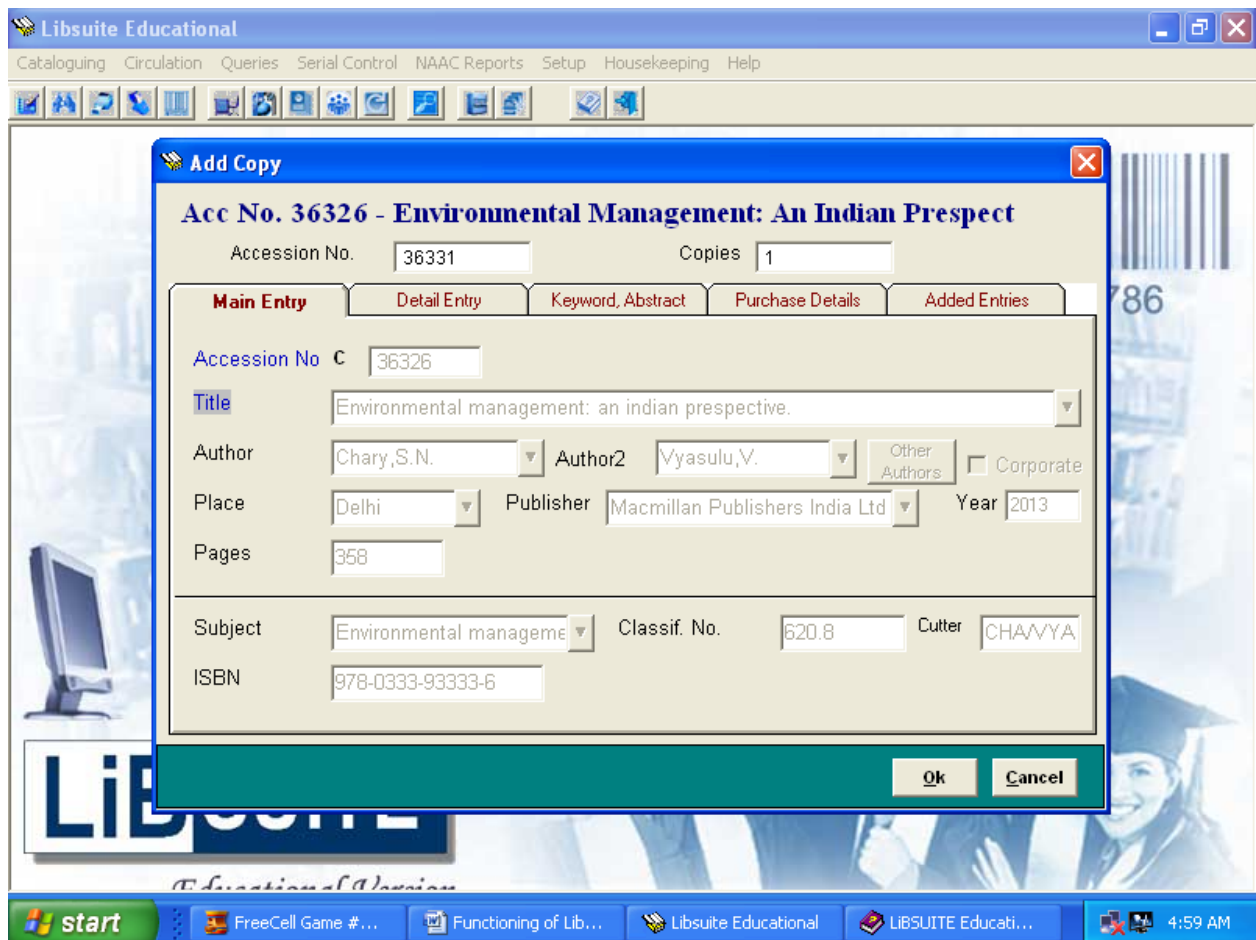 Libsuite Educational
Cataloguing Circulation Queries Serial Control NAAC Reports Setup Housekeeping Help
Add Copy
Acc No. 36326 - Environmental Management: An Indian Prespect
Accession No. 36331 Copies 1
Main Entry Detail Entry Keyword, Abstract Purchase Details Added Entries
786
Accession No C 36326
Title Environmental management: an indian prespective.
Author Chary,S.N. Author2 Vyasulu,V. Other Authors Corporate
Place Delhi Publisher Macmillan Publishers India Ltd Year 2013
Pages 358
Subject Environmental manageme Classif. No. 620.8 Cutter CHA/VYA
ISBN 978-0333-93333-6
Ok Cancel
LiBSUITE
Educational Version
start FreeCell Game #... Functioning of Lib... Libsuite Educational LiBSUITE Educati... 4:59 AM